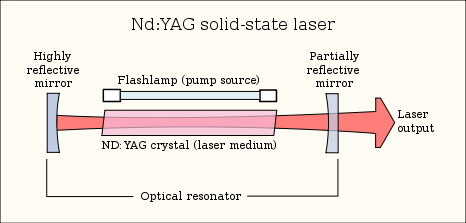 Nd:YAG solid-state laser
Highly
reflective
mirror
Flashlamp (pump source)
Partially
reflective
mirror
Laser
output
ND: YAG crystal (laser medium)
Optical resonator